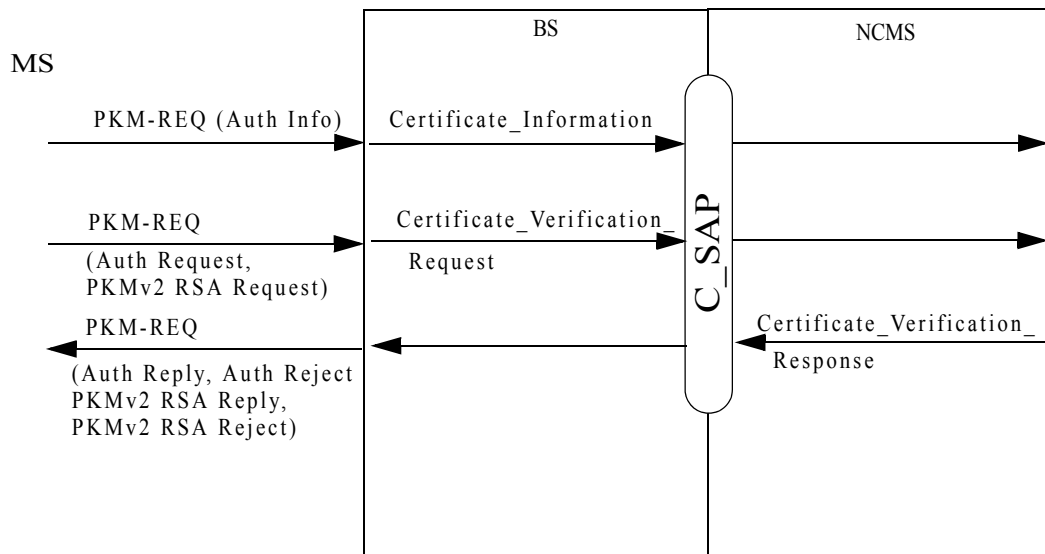 BS
NCMS
MS
PKM-REQ (Auth Info)
Certificate_Information
PKM-REQ
Certificate_Verification_
(Auth Request,
Request
PKMv2 RSA Request)
C_SAP
PKM-REQ
Certificate_Verification_
(Auth Reply, Auth Reject
Response
PKMv2 RSA Reply,
PKMv2 RSA Reject)